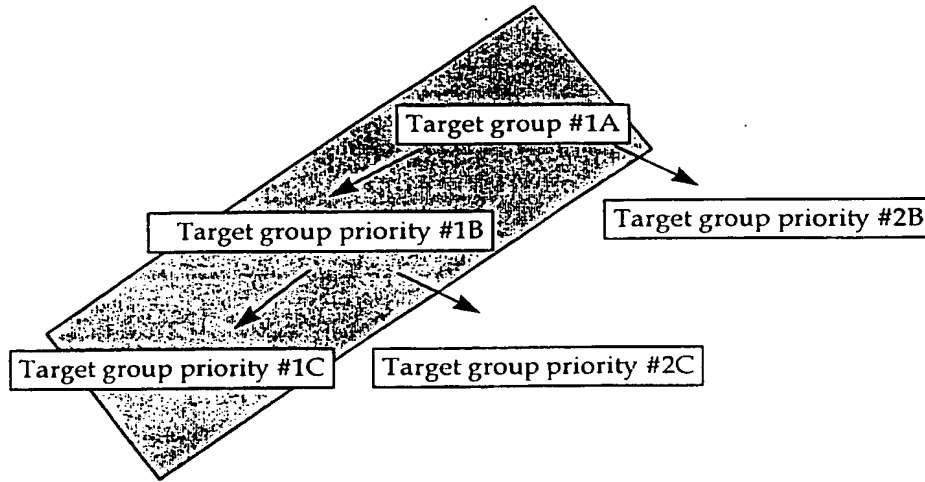 Target group #1A
Target group priority #1B
Target group priority #2B
Target group priority #1C
Target group priority #2C